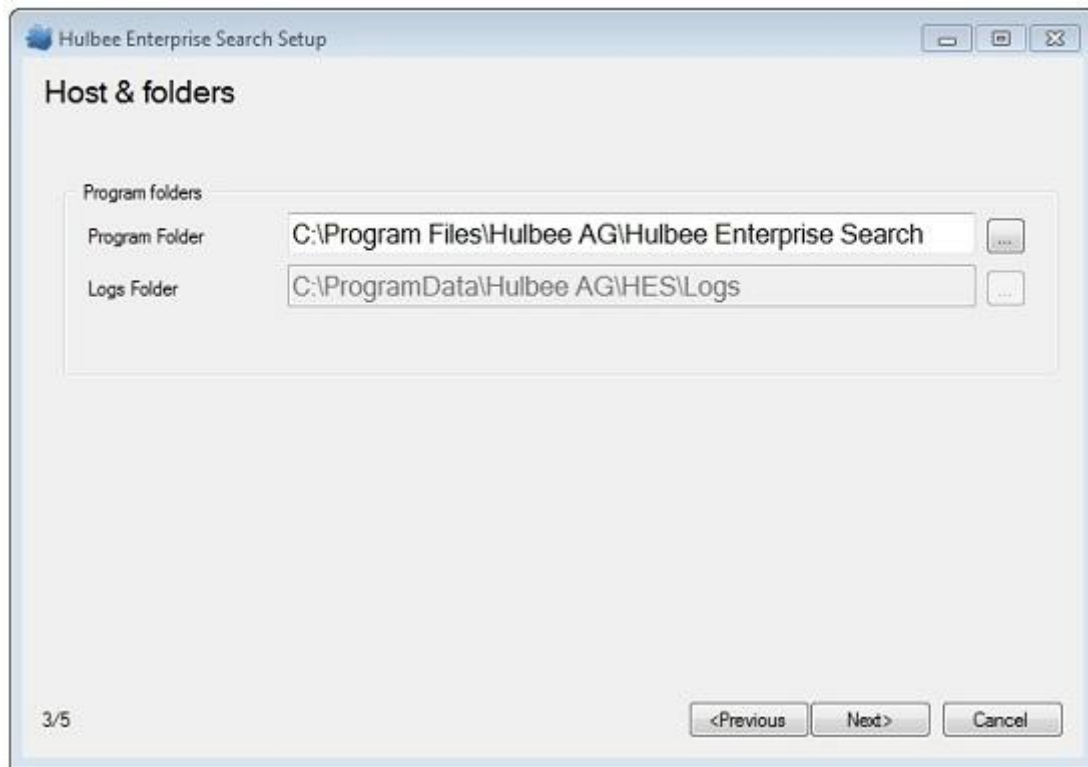 Hulbee Enterprise Search Setup
Host & folders
Program folders
Program Folder C:\Program Files\Hulbee AG\Hulbee Enterprise Search ...
Logs Folder C:\ProgramData\Hulbee AG\HES\Logs ...
3/5 <Previous Next> Cancel